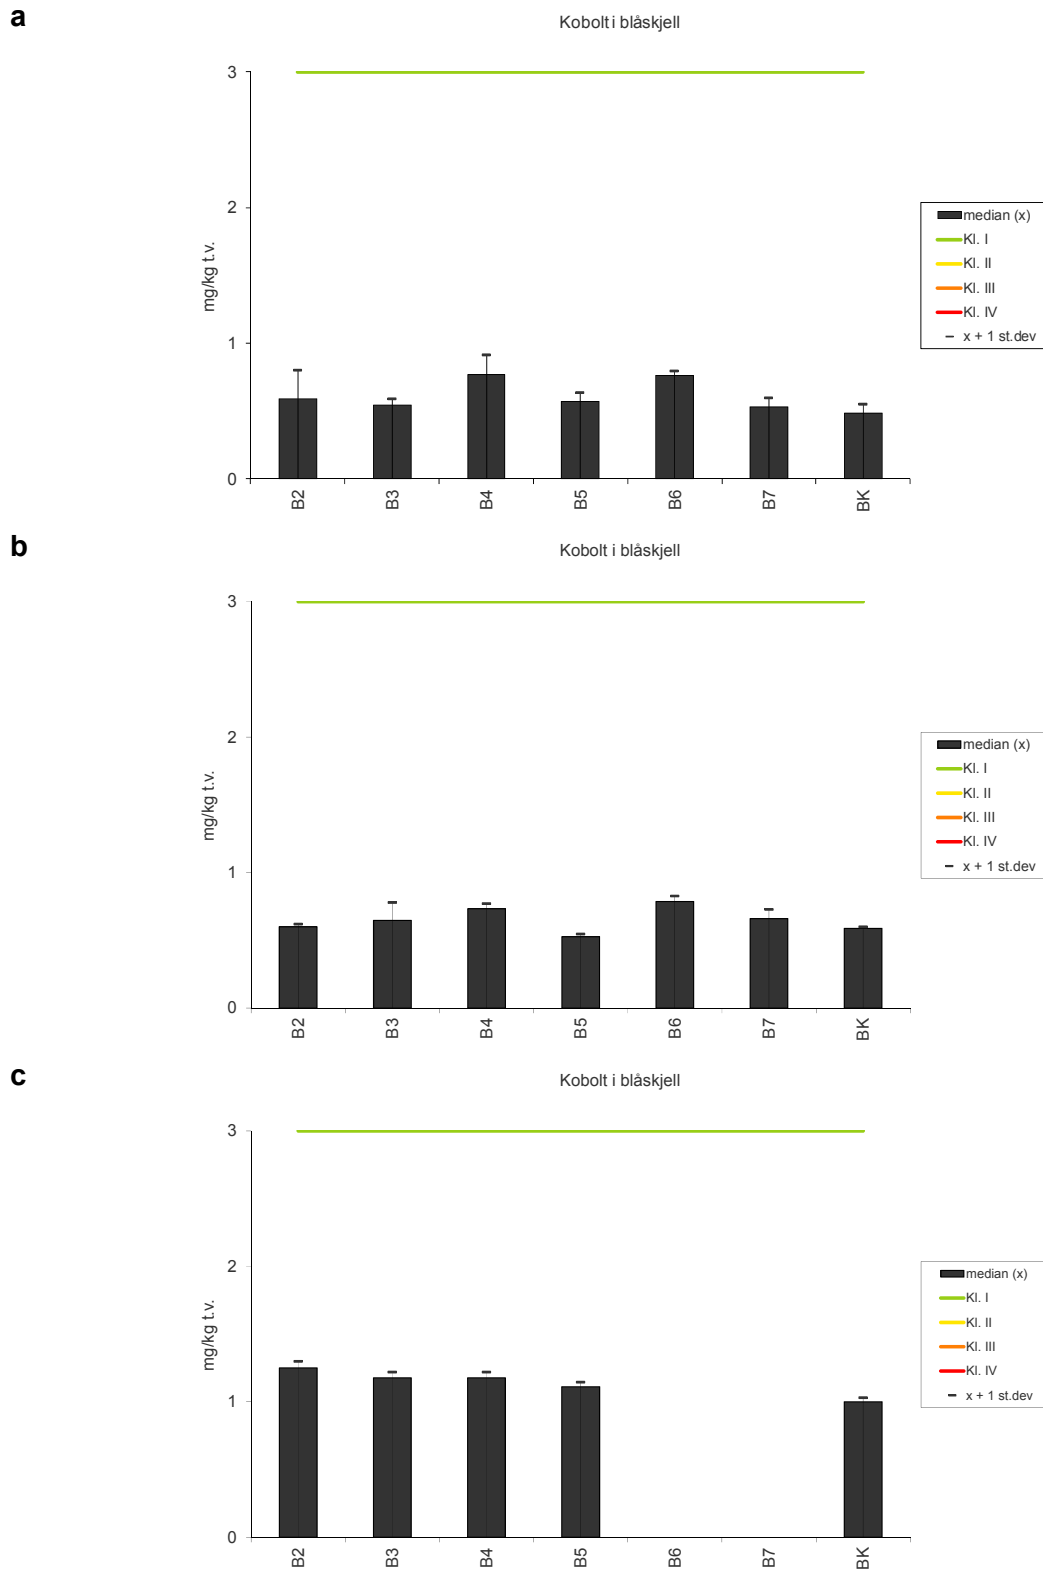 a
Kobolt i blåskjell
3
2
1
0
mg/kg t.v.
B2 B3 B4 B5 B6 B7 BK
median (x)
Kl. I
Kl. II
Kl. III
Kl. IV
x + 1 st.dev
b
Kobolt i blåskjell
3
2
1
0
mg/kg t.v.
B2 B3 B4 B5 B6 B7 BK
median (x)
Kl. I
Kl. II
Kl. III
Kl. IV
x + 1 st.dev
c
Kobolt i blåskjell
3
2
1
0
mg/kg t.v.
B2 B3 B4 B5 B6 B7 BK
median (x)
Kl. I
Kl. II
Kl. III
Kl. IV
x + 1 st.dev